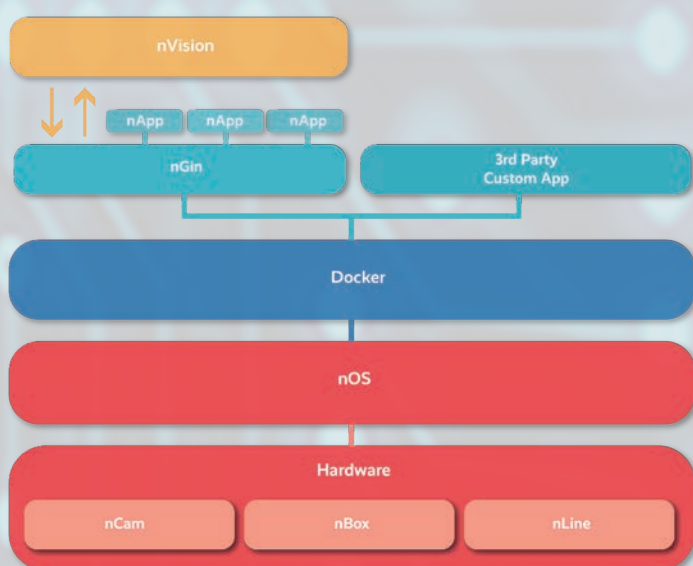 nVision
nApp
nApp
nApp
nGin
3rd Party
Custom App
Docker
nOS
Hardware
nCam
nBox
nLine